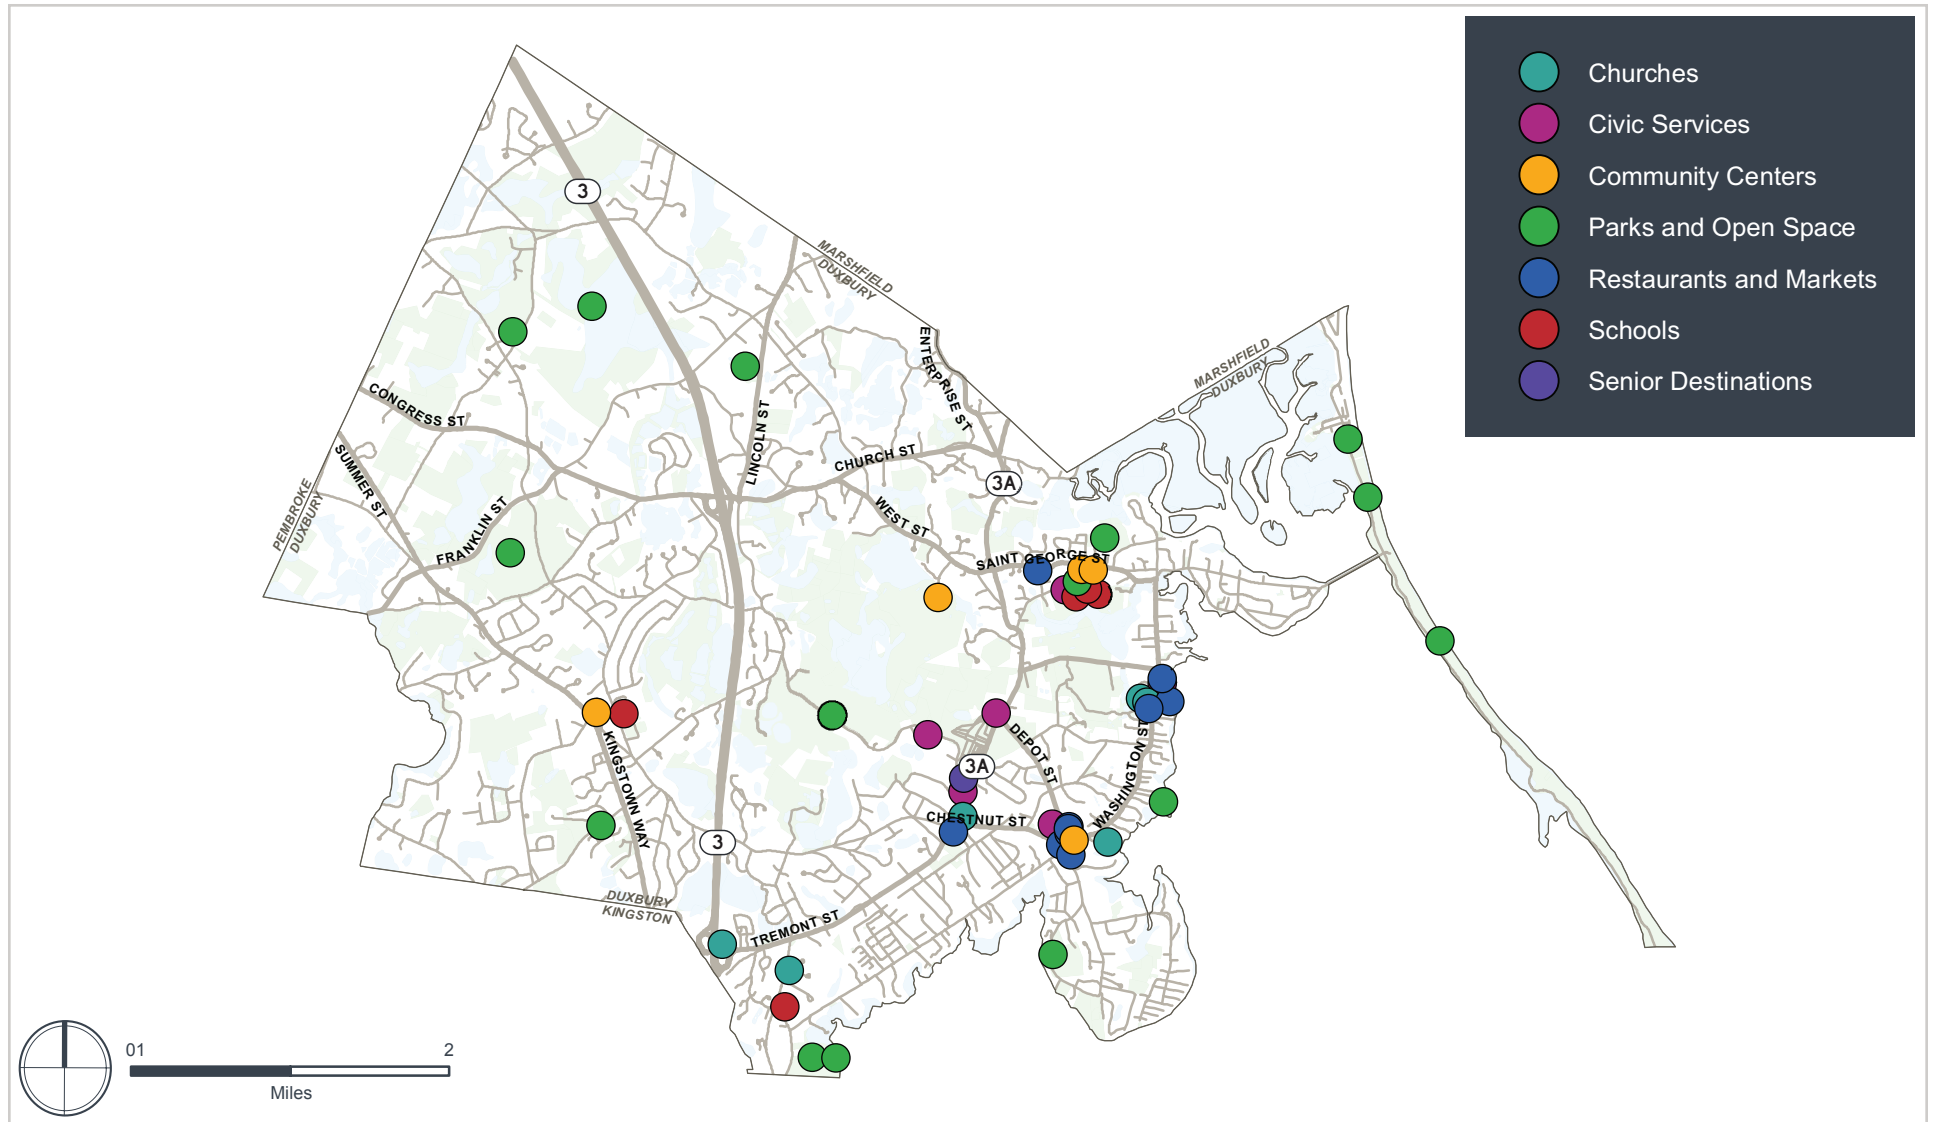 Churches
Civic Services
Community Centers
Parks and Open Space
Restaurants and Markets
Schools
Senior Destinations
3
MARSHFIELD
DUXBURY
ENTERPRISE ST
MARSHFIELD
DUXBURY
CONGRESS ST
LINCOLN ST
SUMMER ST
CHURCH ST
3A
PEMBROKE
DUXBURY
FRANKLIN ST
WEST ST
SAINT GEORGE ST
KINGSTOWN WAY
DEPOT ST
WASHINGTON ST
3A
CHESTNUT ST
3
DUXBURY
KINGSTON
TREMONT ST
01
2
Miles